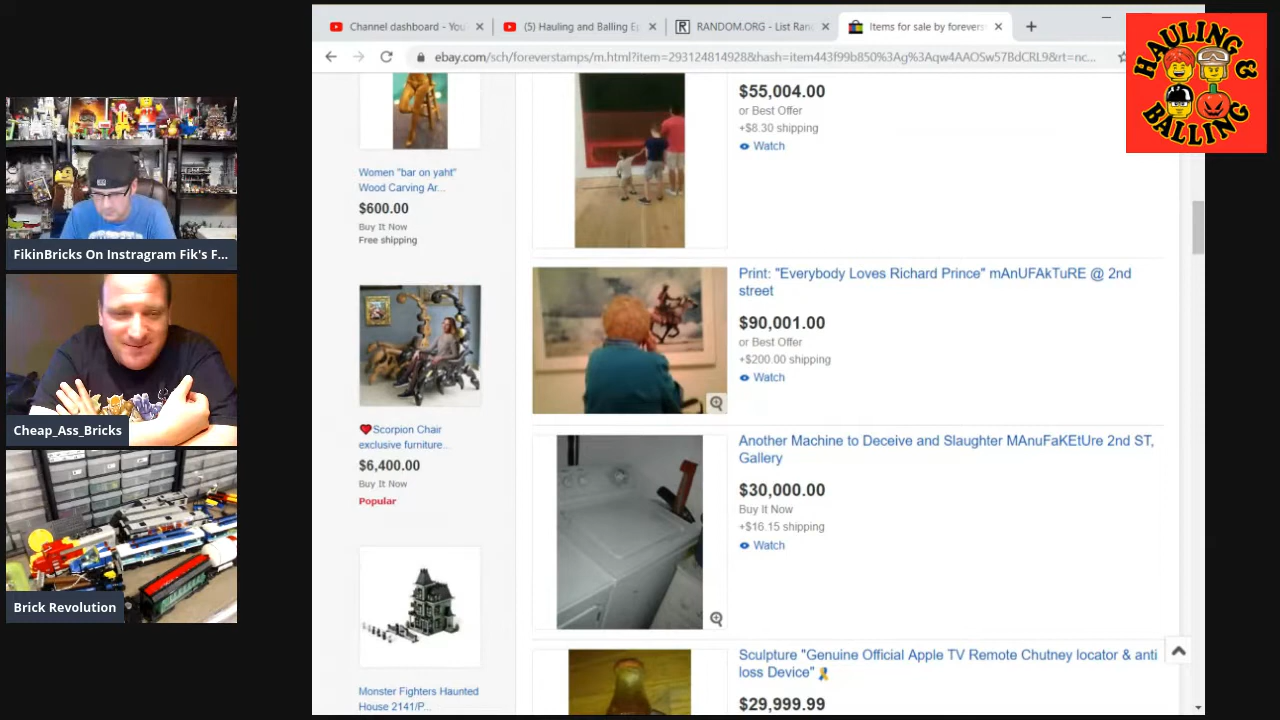 Channel dashboard - You
(5) Hauling and Balling Ep
RANDOM.ORG - List Ran
Items for sale by forevers
ebay.com/sch/foreverstamps/m.html?item=293124814928&hash=item443f99b850%3Ag%3Aqw4AAOSw57BdCRL9&rt=nc...
HAULING &
BALLING
FikinBricks On Instragram Fik's F...
Cheap_Ass_Bricks
Brick Revolution
Women "bar on yaht"
Wood Carving Ar...
$600.00
Buy It Now
Free shipping
Scorpion Chair
exclusive furniture...
$6,400.00
Buy It Now
Popular
Monster Fighters Haunted
House 2141/P...
$55,004.00
or Best Offer
+$8.30 shipping
Watch
Print: "Everybody Loves Richard Prince" mAnUFAkTuRE @ 2nd
street
$90,001.00
or Best Offer
+$200.00 shipping
Watch
Another Machine to Deceive and Slaughter MAnuFaKEtUre 2nd ST,
Gallery
$30,000.00
Buy It Now
+$16.15 shipping
Watch
Sculpture "Genuine Official Apple TV Remote Chutney locator & anti
loss Device"
$29,999.99